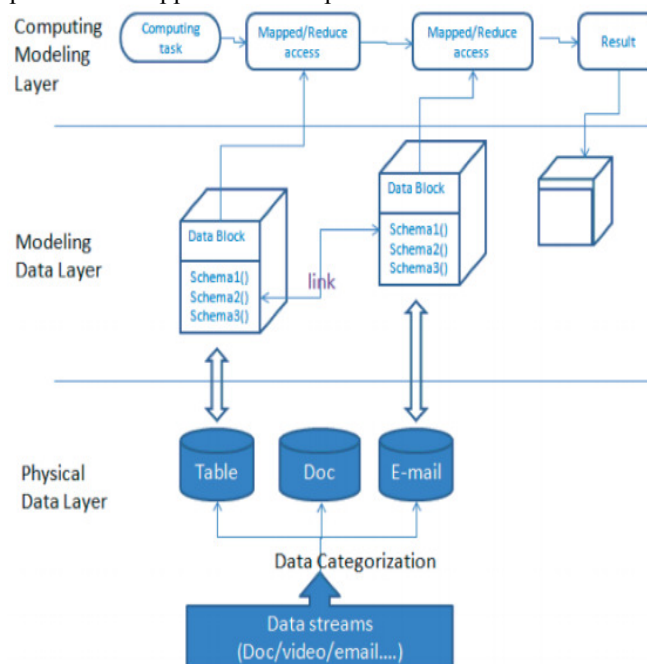 Computing
Modeling
Layer
Computing
task
Mapped/Reduce
access
Mapped/Reduce
access
Result
Modeling
Data Layer
Data Block
Schema1()
Schema2()
Schema3()
link
Data Block
Schema1()
Schema2()
Schema3()
Physical
Data Layer
Table
Doc
E-mail
Data Categorization
Data streams
(Doc/video/email....)